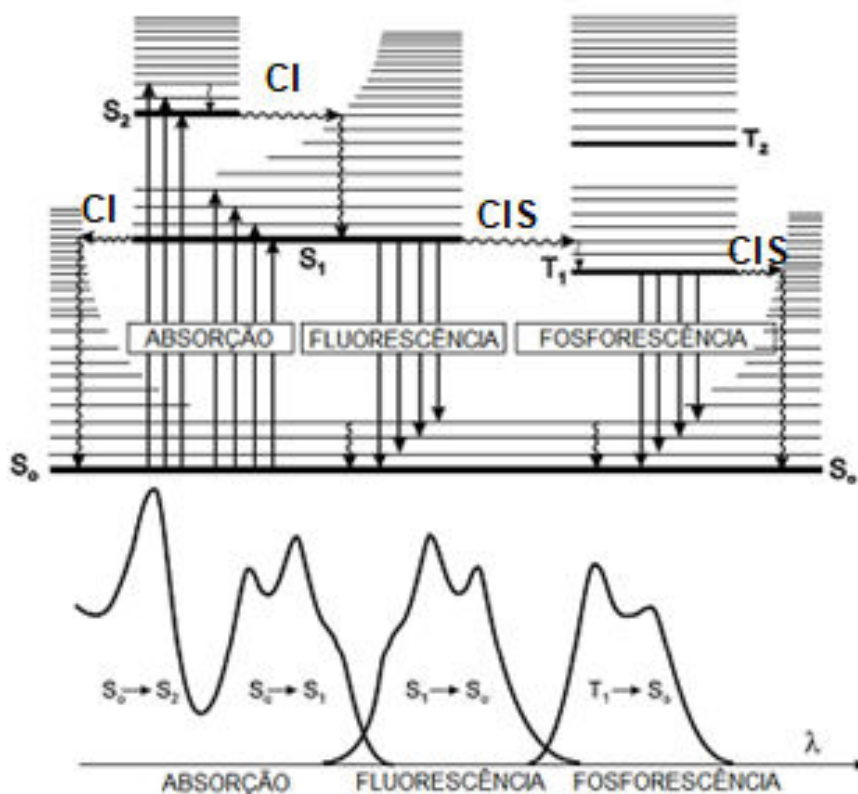 CI
S₂
T₂
CI
CIS
S₁
T₁
CIS
ABSORÇÃO
FLUORESCÊNCIA
FOSFORESCÊNCIA
S₀
S₀
S₀→S₂
S₀→S₁
S₁→S₀
T₁→S₀
λ
ABSORÇÃO
FLUORESCÊNCIA
FOSFORESCÊNCIA